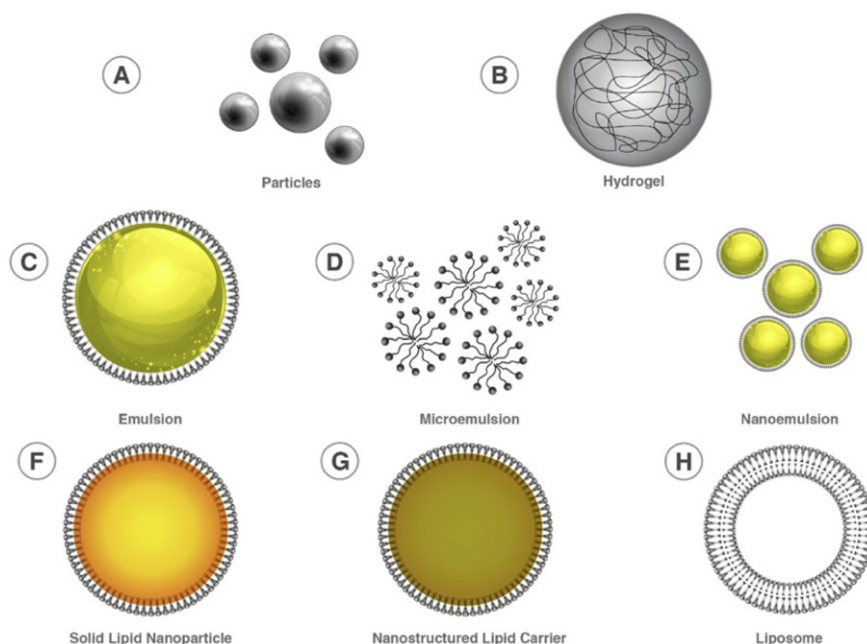 A
Particles
B
Hydrogel
C
Emulsion
D
Microemulsion
E
Nanoemulsion
F
Solid Lipid Nanoparticle
G
Nanostructured Lipid Carrier
H
Liposome